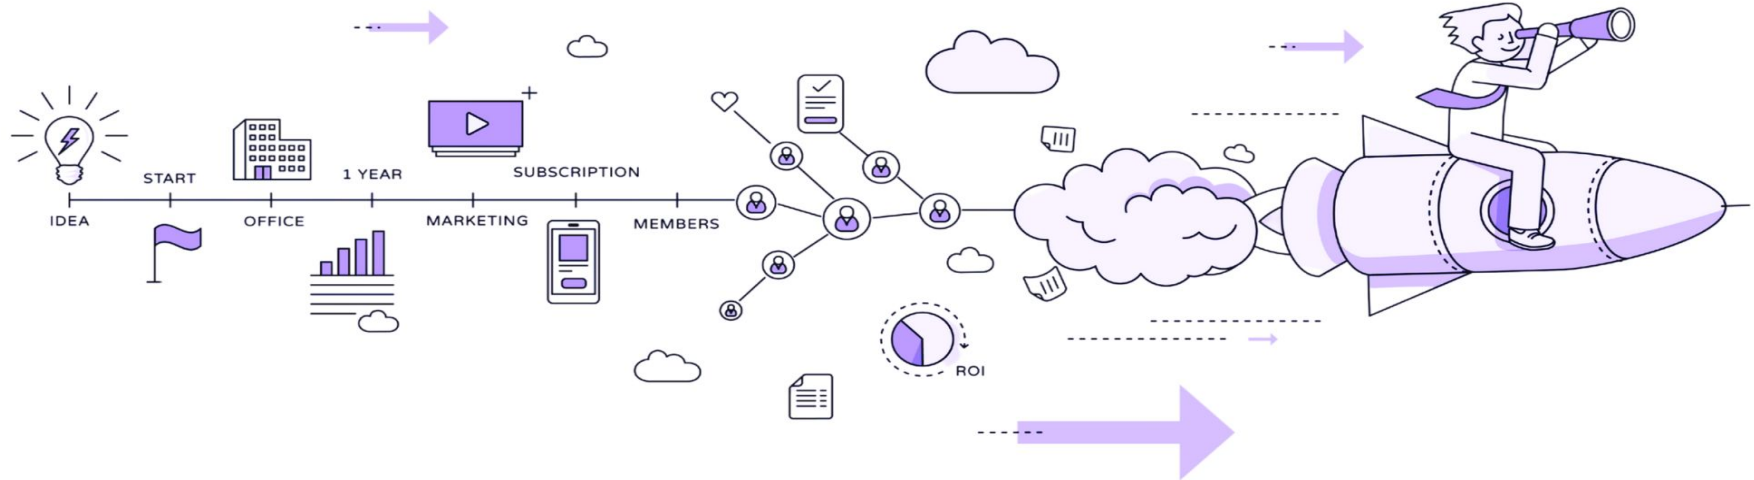 START
1 YEAR
SUBSCRIPTION
IDEA
OFFICE
MARKETING
MEMBERS
ROI